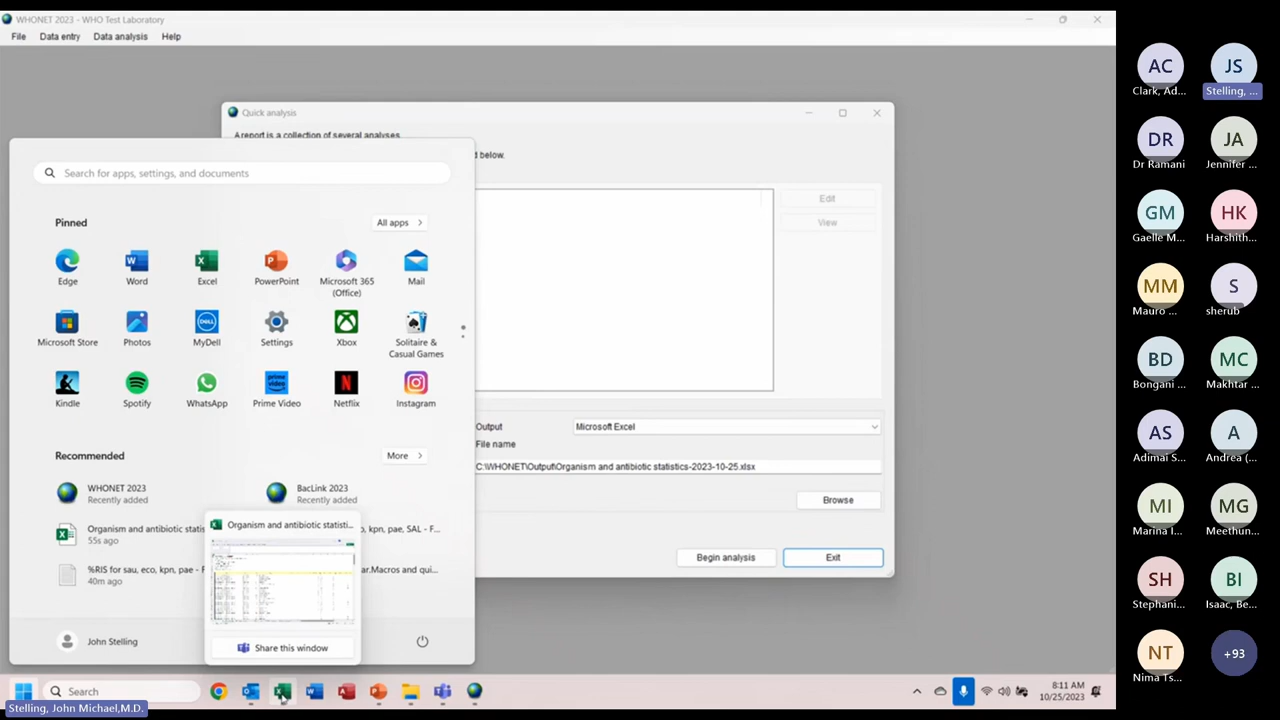 WHONET 2023 - WHO Test Laboratory
File Data entry Data analysis Help
Quick analysis
A report is a collection of several analyses.
d below.
Edit
View
Output Microsoft Excel
File name
C:\WHONET\Output\Organism and antibiotic statistics-2023-10-25.xlsx
Browse
Begin analysis Exit
Search for apps, settings, and documents
Pinned All apps
Edge Word Excel PowerPoint Microsoft 365 (Office) Mail
Microsoft Store Photos MyDell Settings Xbox Solitaire & Casual Games
Kindle Spotify WhatsApp Prime Video Netflix Instagram
Recommended More
WHONET 2023
Recently added
BacLink 2023
Recently added
Organism and antibiotic statis
55s ago
o, kpn, pae, SAL - F...
%RIS for sau, eco, kpn, pae - F
40m ago
ar.Macros and qui...
Organism and antibiotic statisti...
Share this window
John Stelling
Search
8:11 AM
10/25/2023
Stelling, John Michael,M.D.
AC JS
Clark, Ad... Stelling, ...
DR JA
Dr Ramani Jennifer ...
GM HK
Gaelle M... Harshith...
MM S
Mauro ... sherub
BD MC
Bongani ... Makhtar ...
AS A
Adimai S... Andrea (...
MI MG
Marina I... Meethun...
SH BI
Stephani... Isaac, Be...
NT +93
Nima Ts...